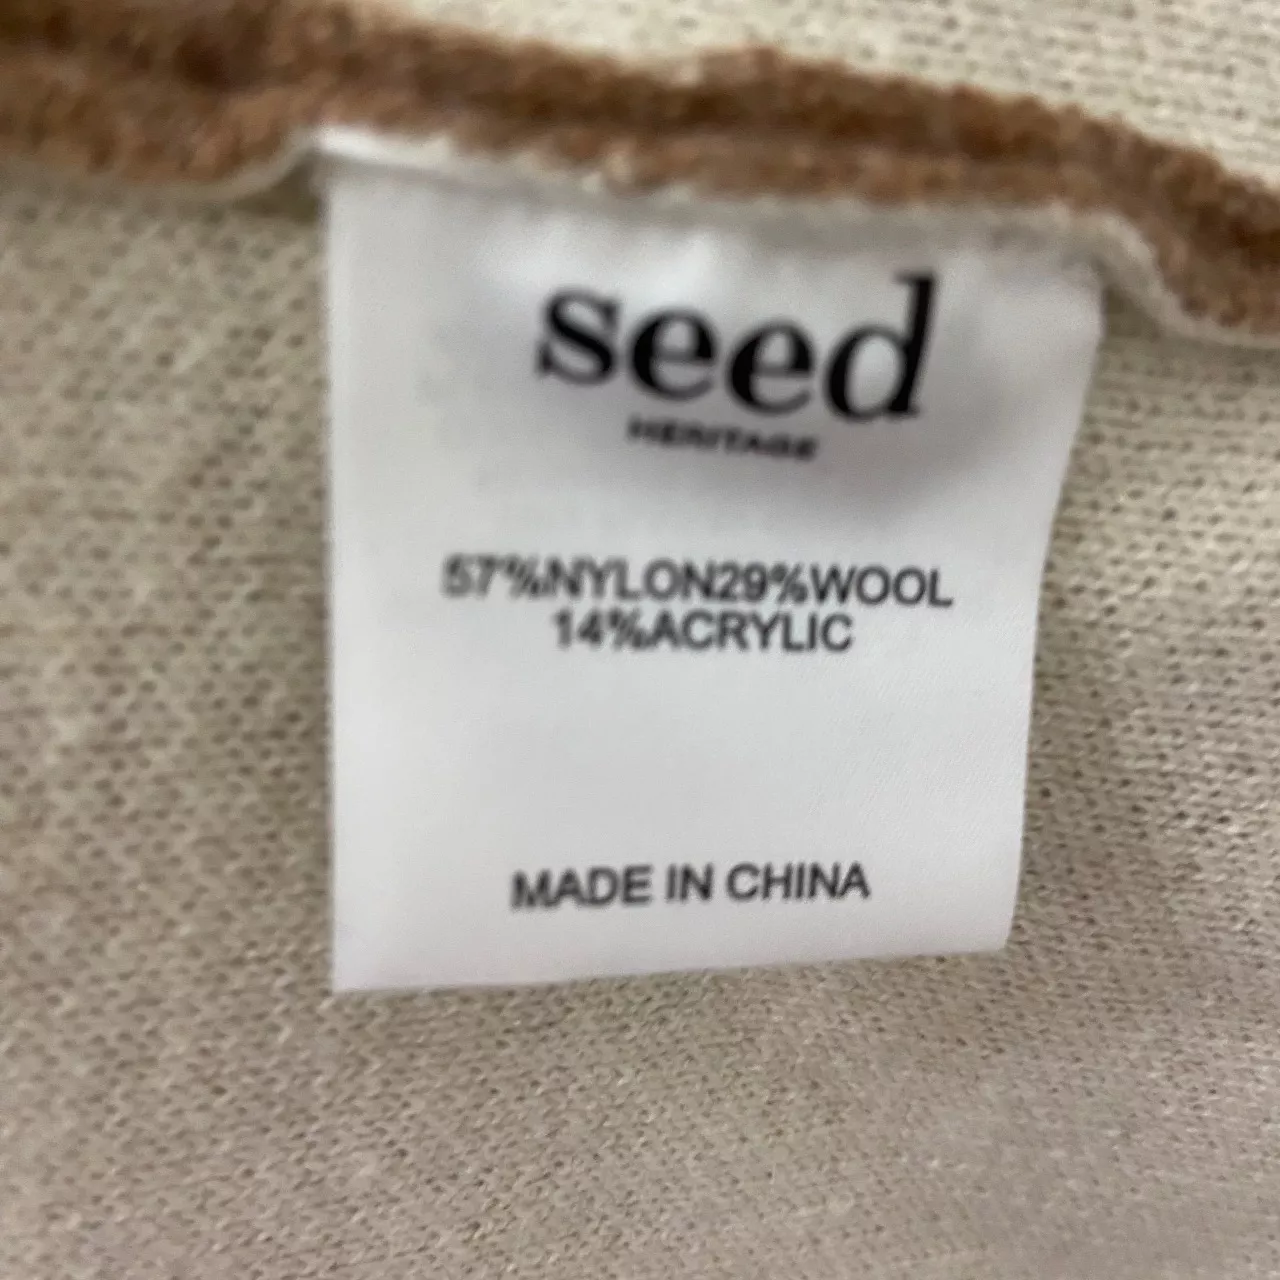 seed
HERITAGE
57%NYLON29%WOOL
14%ACRYLIC
MADE IN CHINA